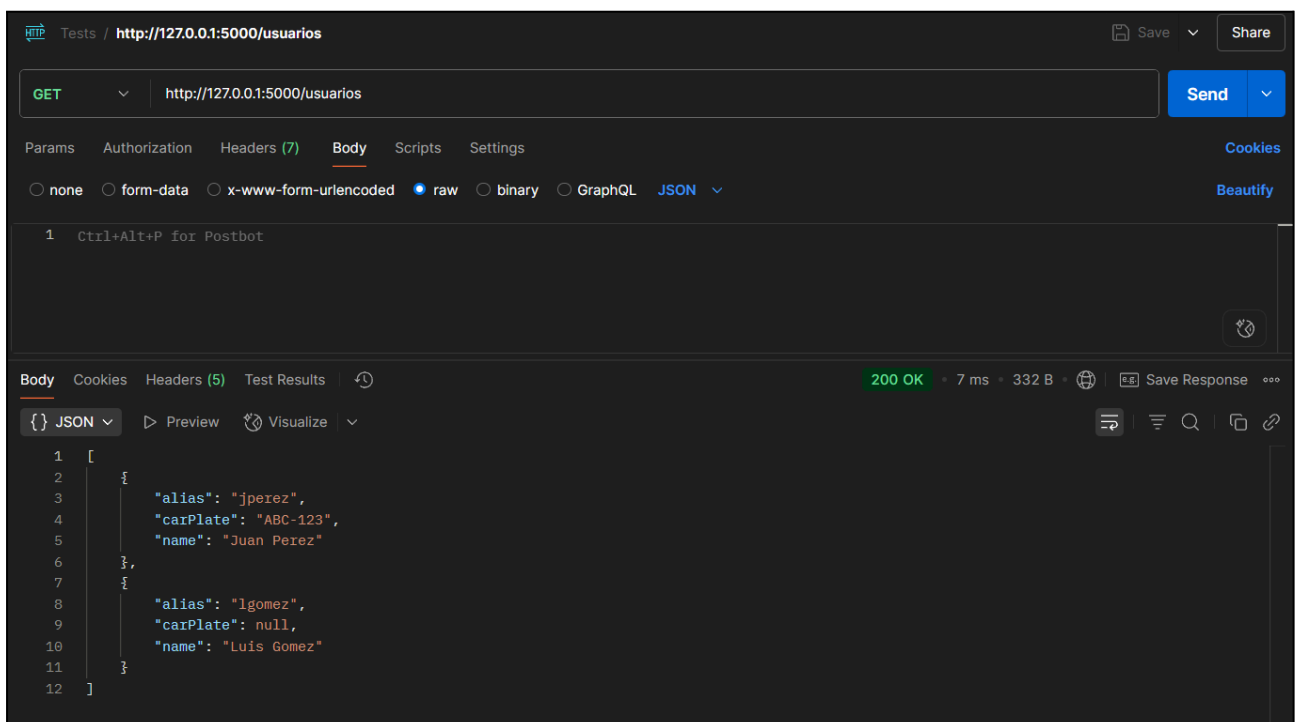 HTTP Tests / http://127.0.0.1:5000/usuarios Save Share
GET http://127.0.0.1:5000/usuarios Send
Params Authorization Headers (7) Body Scripts Settings Cookies
none form-data x-www-form-urlencoded raw binary GraphQL JSON Beautify
1 Ctrl+Alt+P for Postbot
Body Cookies Headers (5) Test Results 200 OK • 7 ms • 332 B • e.g. Save Response
{} JSON Preview Visualize
1 [
2 {
3 "alias": "jperez",
4 "carPlate": "ABC-123",
5 "name": "Juan Perez"
6 },
7 {
8 "alias": "lgomez",
9 "carPlate": null,
10 "name": "Luis Gomez"
11 }
12 ]